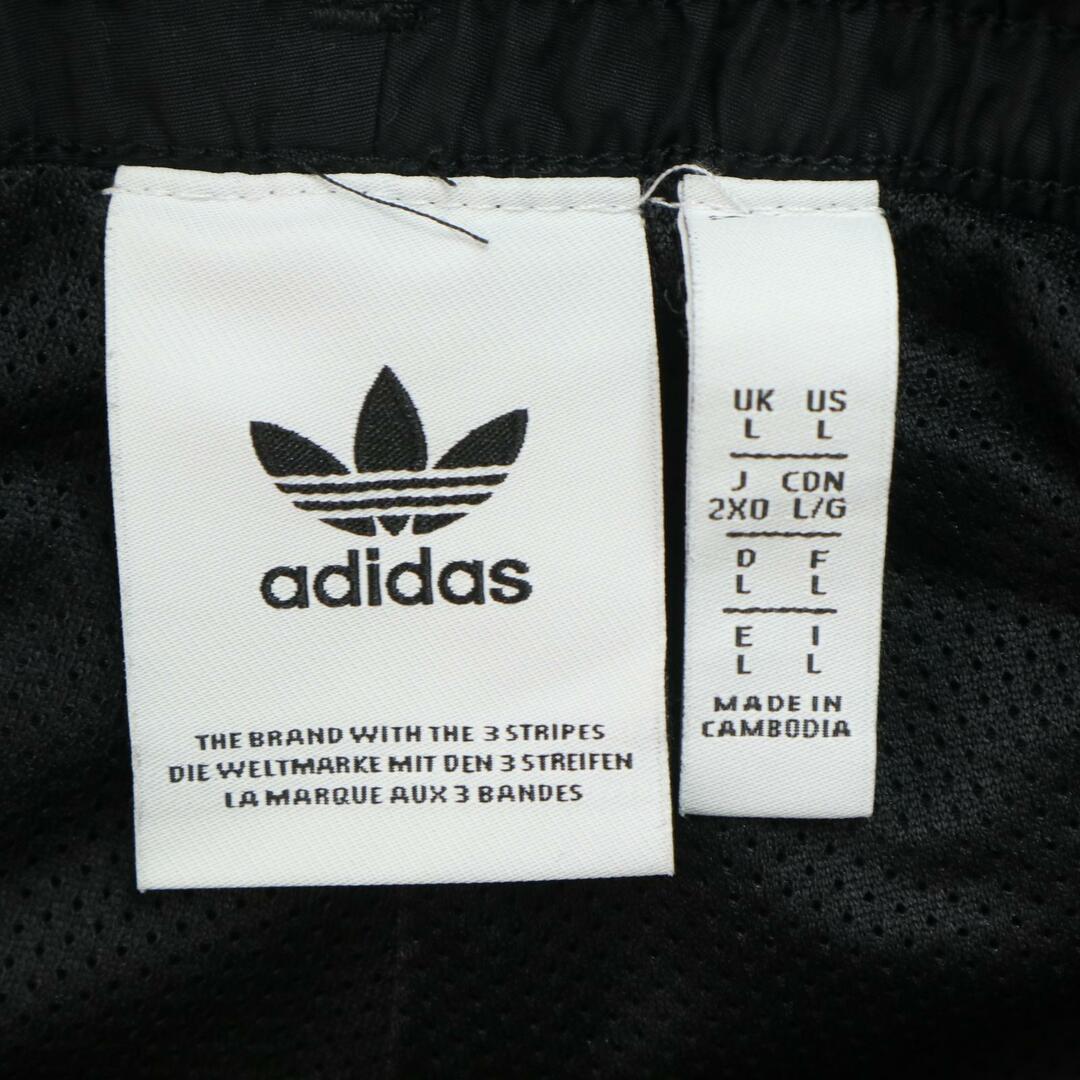 adidas
THE BRAND WITH THE 3 STRIPES
DIE WELTMARKE MIT DEN 3 STREIFEN
LA MARQUE AUX 3 BANDES
UK US
L L
J CDN
2XO L/G
D F
L L
E I
L L
MADE IN
CAMBODIA